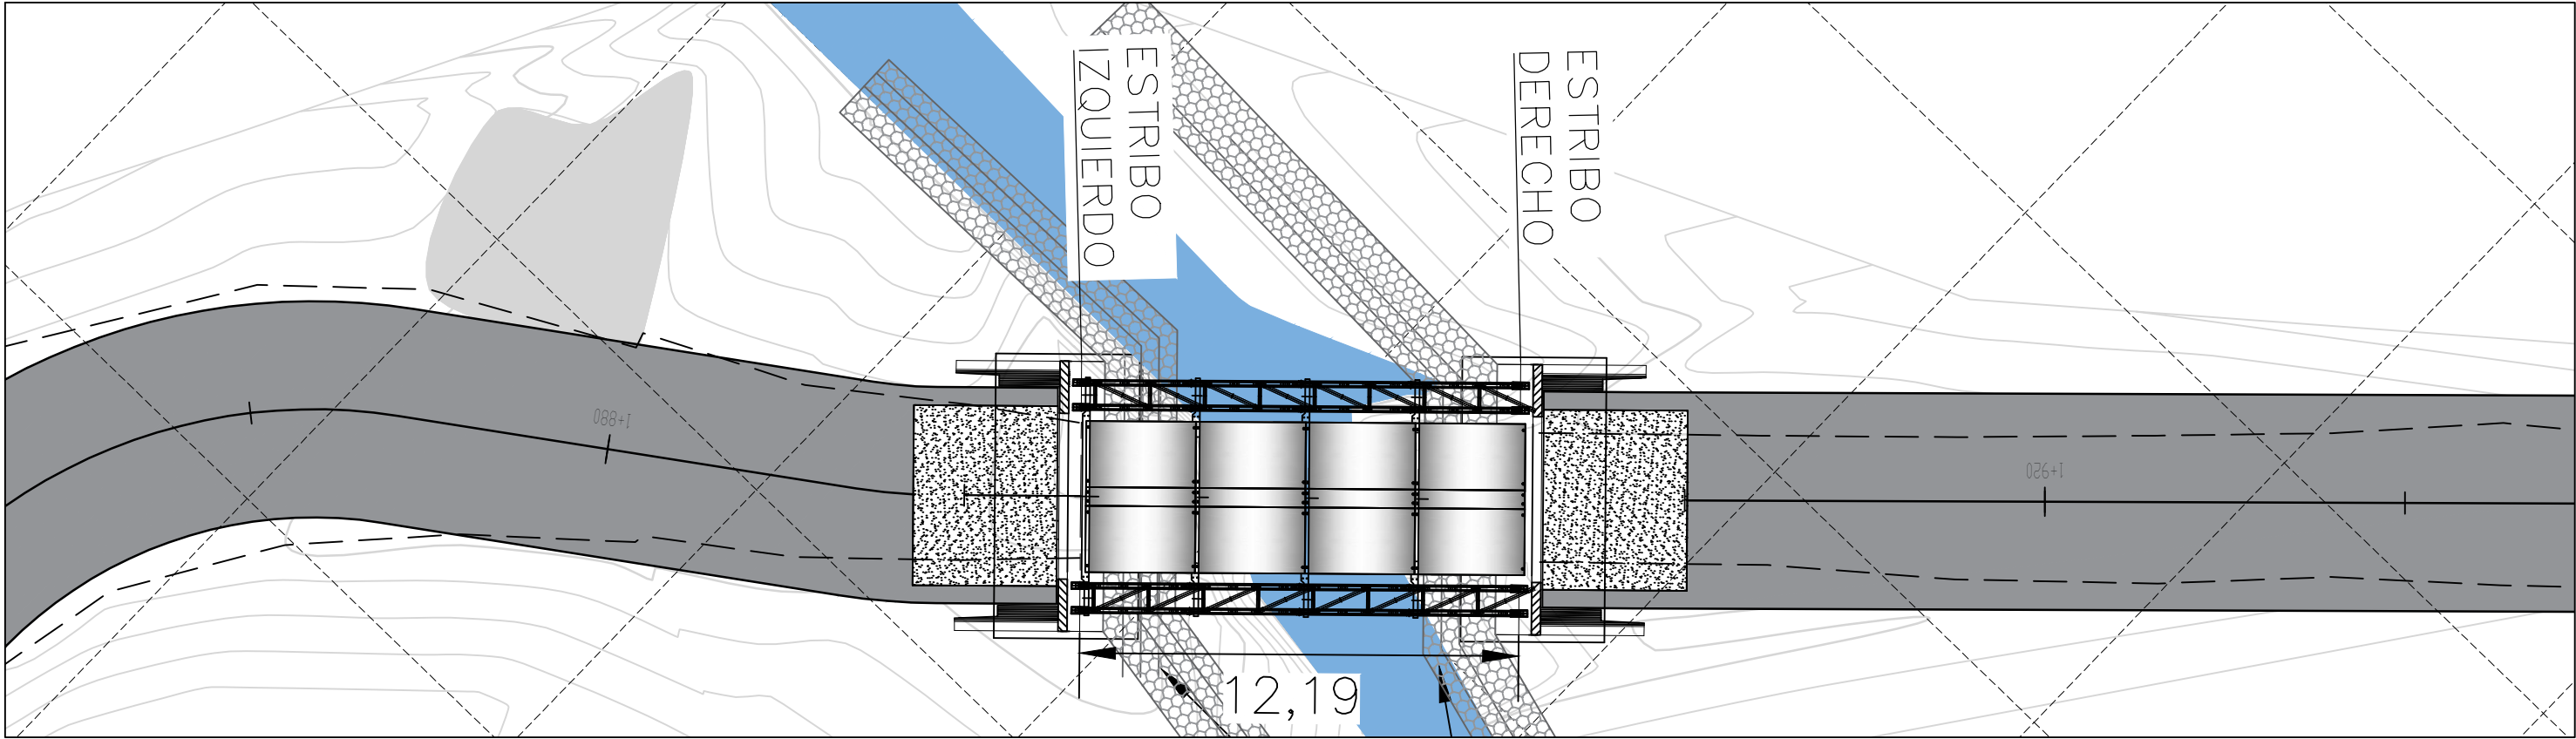 ESTRIBO
IZQUIERDO
ESTRIBO
DERECHO
1+880
1+920
12,19